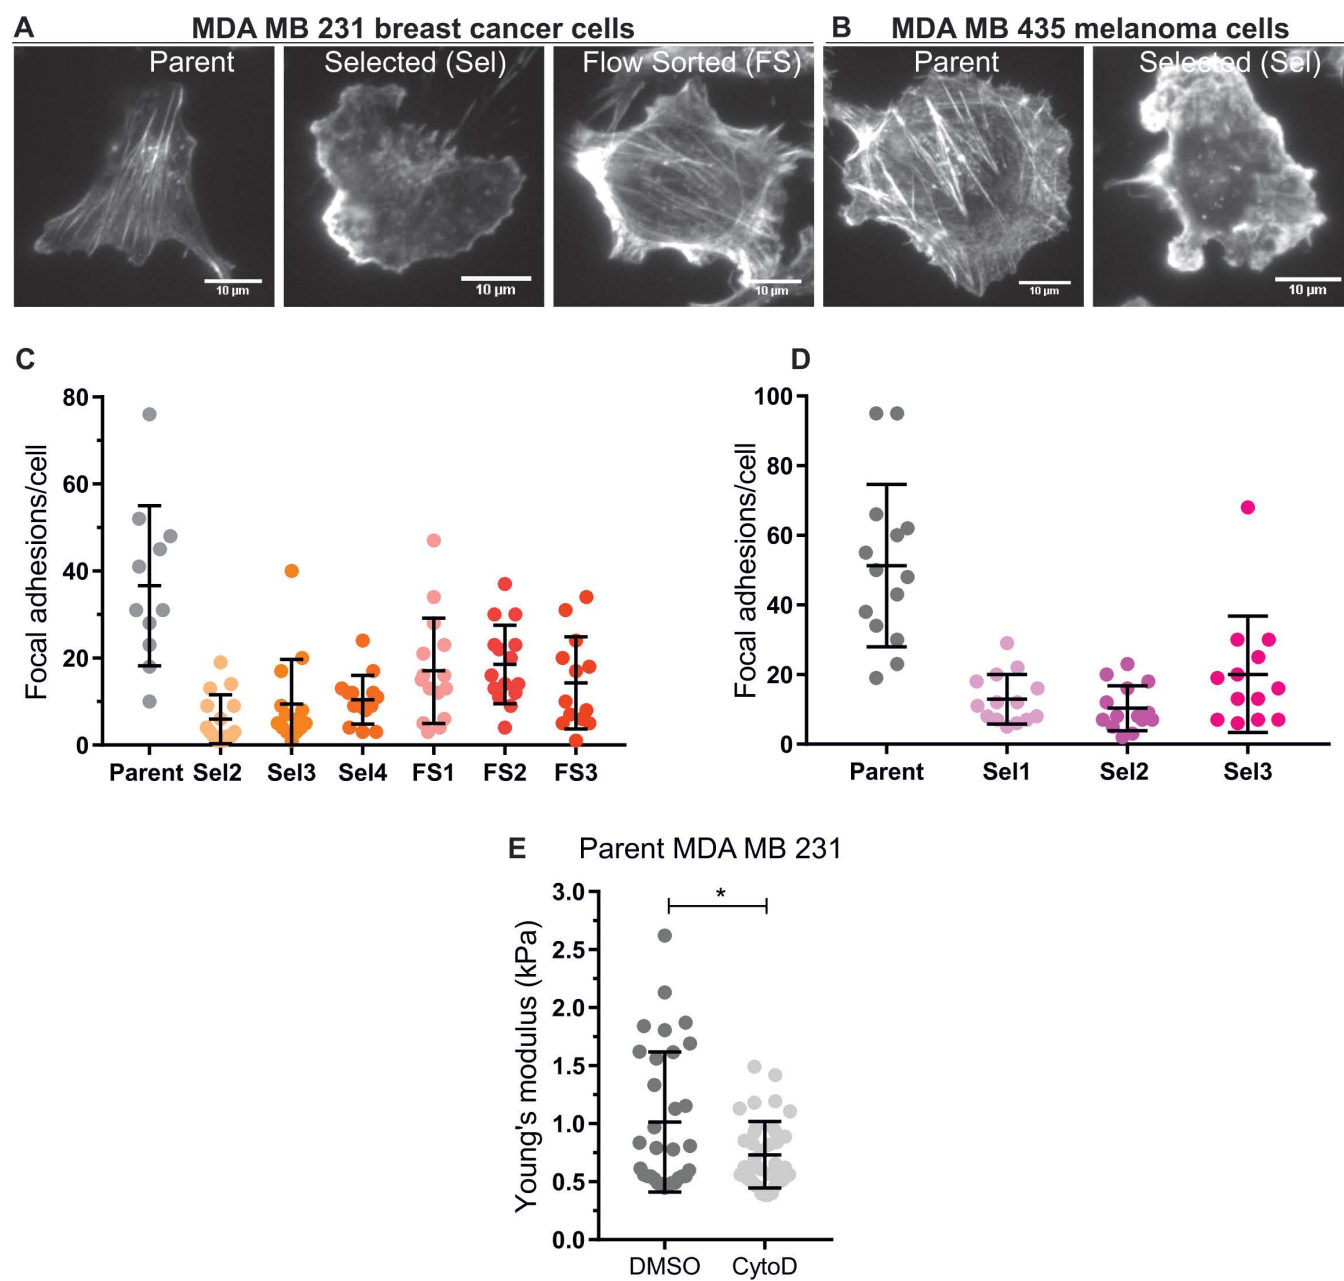 A MDA MB 231 breast cancer cells
B MDA MB 435 melanoma cells
Parent
Selected (Sel)
Flow Sorted (FS)
Parent
Selected (Sel)
10 µm
10 µm
10 µm
10 µm
10 µm
C
Focal adhesions/cell
80
60
40
20
0
Parent Sel2 Sel3 Sel4 FS1 FS2 FS3
D
Focal adhesions/cell
100
80
60
40
20
0
Parent Sel1 Sel2 Sel3
E Parent MDA MB 231
Young's modulus (kPa)
3.0
2.5
2.0
1.5
1.0
0.5
0.0
*
DMSO CytoD